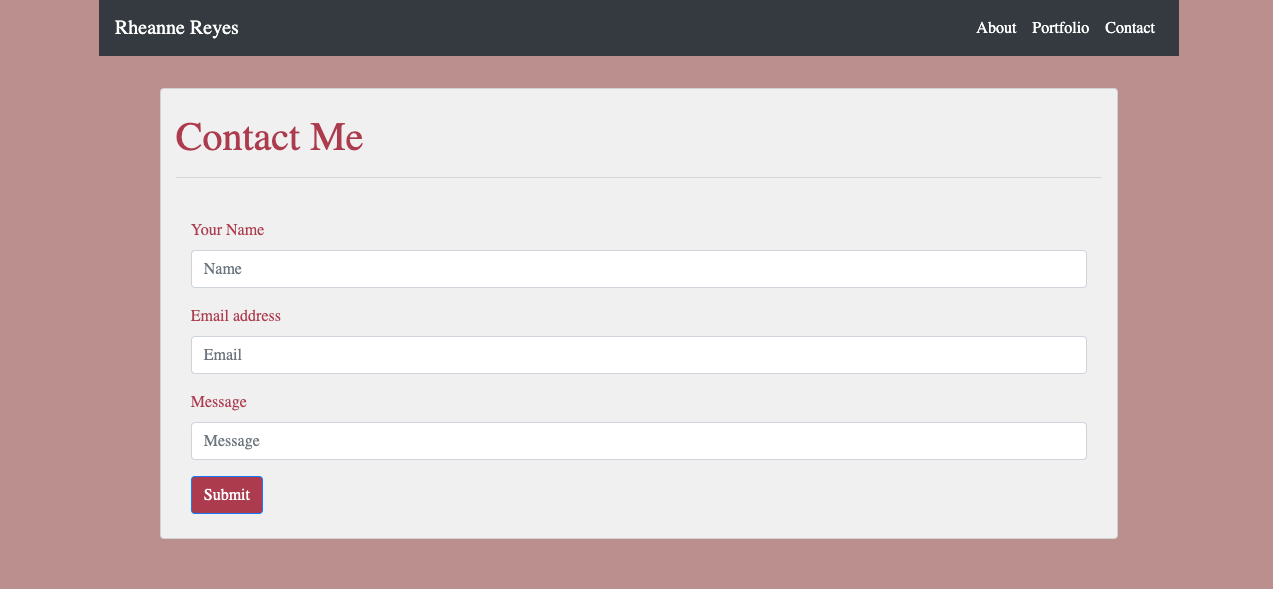 Rheanne Reyes About Portfolio Contact
Contact Me
Your Name
Name
Email address
Email
Message
Message
Submit